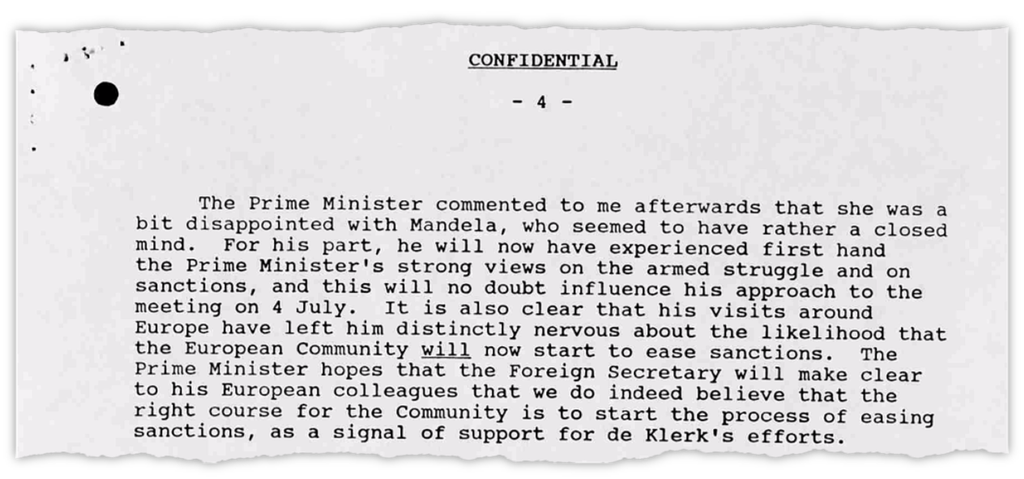 CONFIDENTIAL
- 4 -
The Prime Minister commented to me afterwards that she was a
bit disappointed with Mandela, who seemed to have rather a closed
mind. For his part, he will now have experienced first hand
the Prime Minister's strong views on the armed struggle and on
sanctions, and this will no doubt influence his approach to the
meeting on 4 July. It is also clear that his visits around
Europe have left him distinctly nervous about the likelihood that
the European Community will now start to ease sanctions. The
Prime Minister hopes that the Foreign Secretary will make clear
to his European colleagues that we do indeed believe that the
right course for the Community is to start the process of easing
sanctions, as a signal of support for de Klerk's efforts.